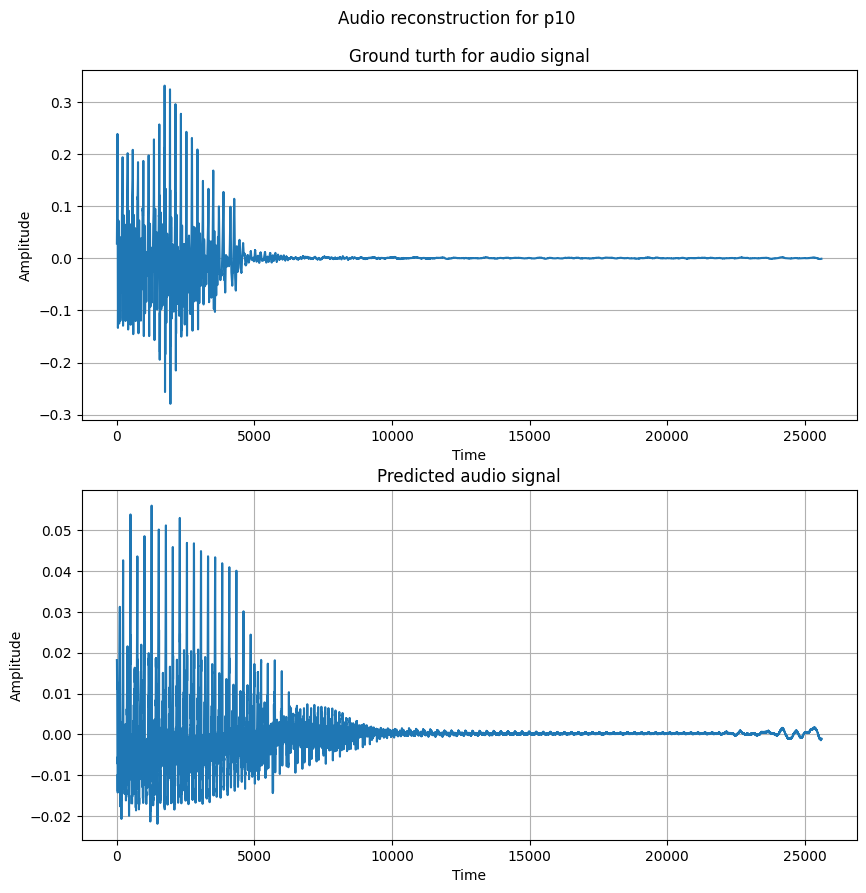 Audio reconstruction for p10
Ground turth for audio signal
0.3
0.2
0.1
0.0
−0.1
−0.2
−0.3
Amplitude
0 5000 10000 15000 20000 25000
Time
Predicted audio signal
0.05
0.04
0.03
0.02
0.01
0.00
−0.01
−0.02
Amplitude
0 5000 10000 15000 20000 25000
Time